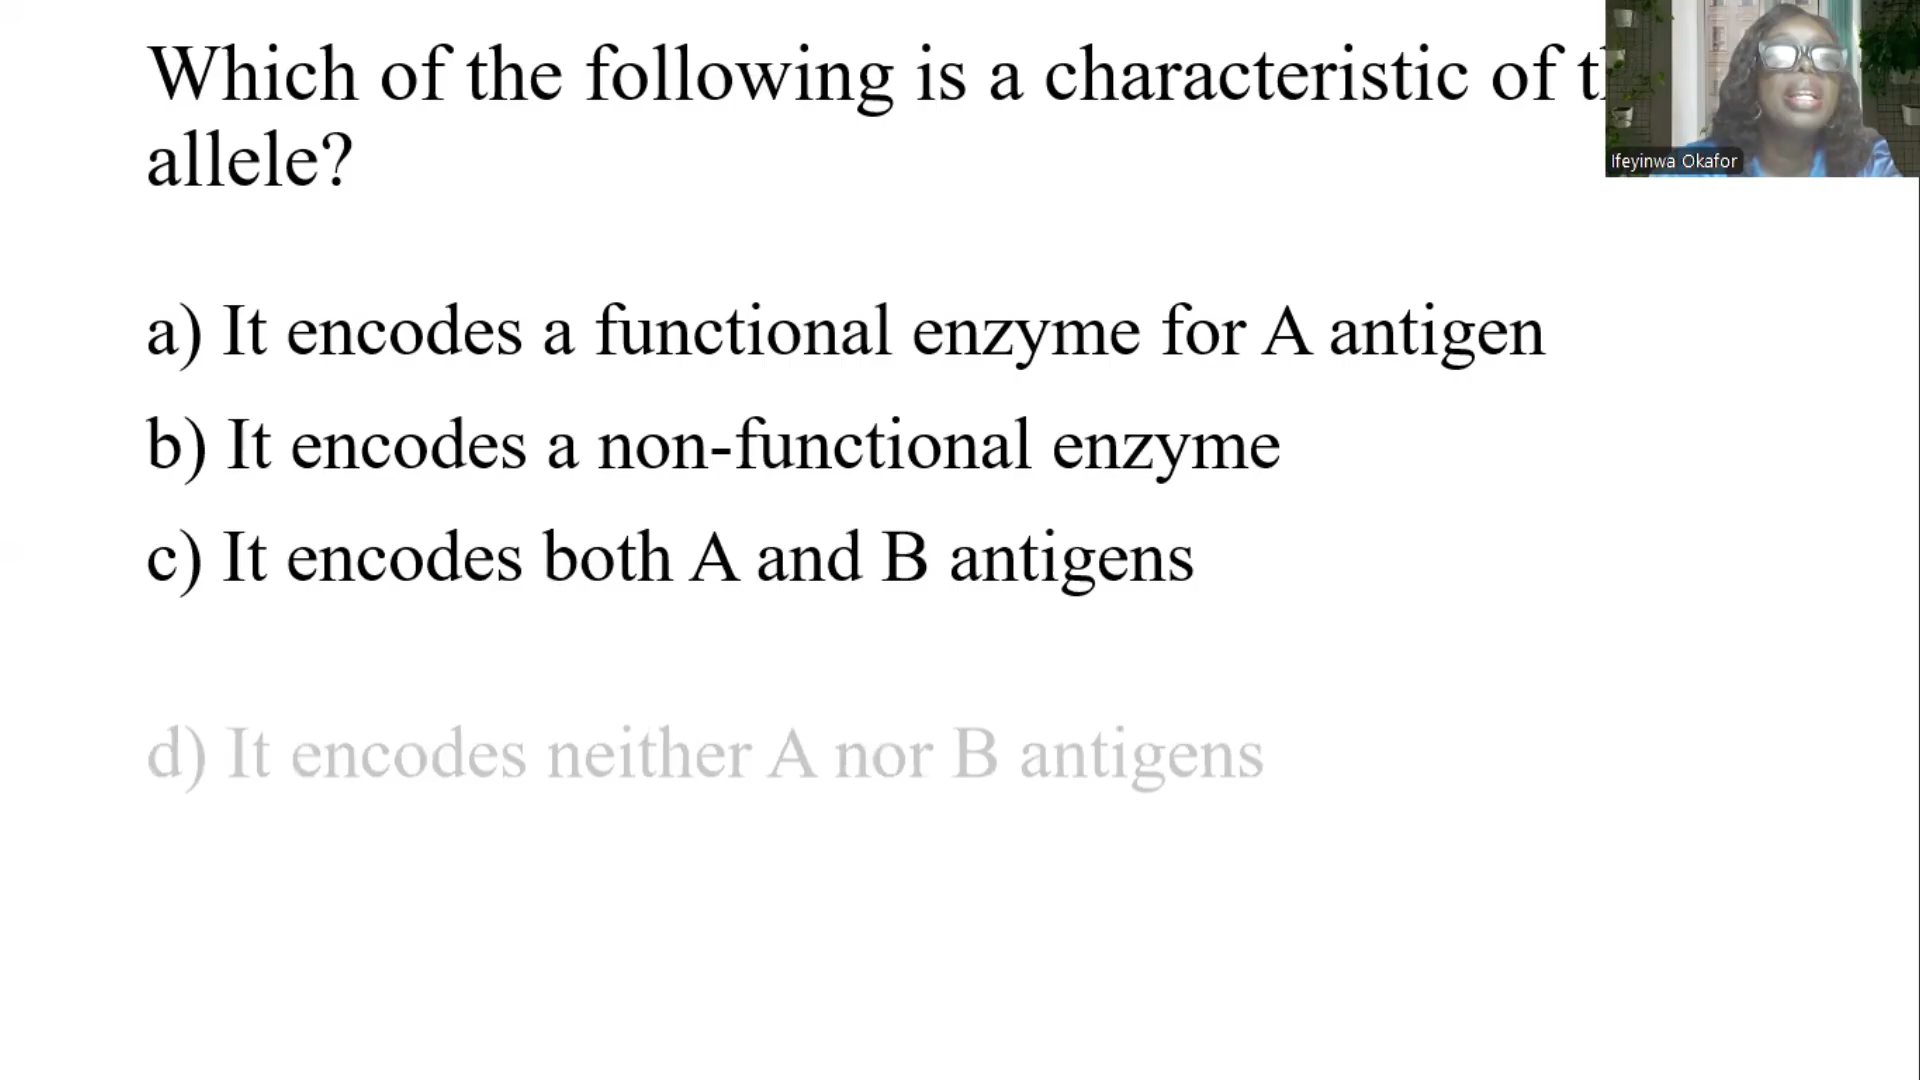 Which of the following is a characteristic of
allele?
Ifeyinwa Okafor
a) It encodes a functional enzyme for A antigen
b) It encodes a non-functional enzyme
c) It encodes both A and B antigens
d) It encodes neither A nor B antigens